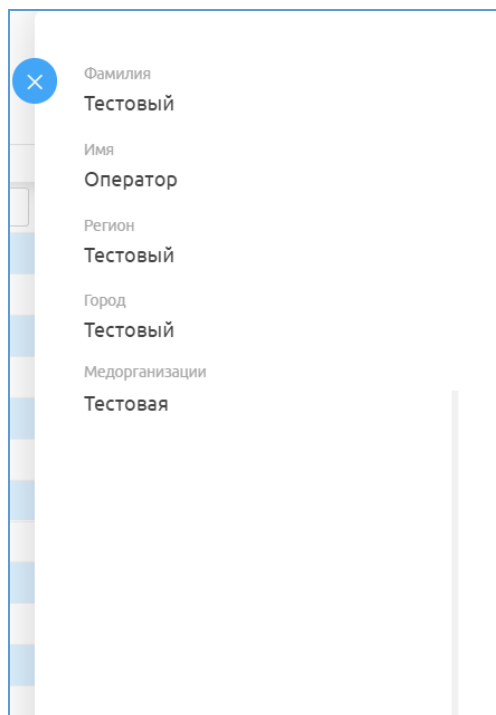 Фамилия
Тестовый
Имя
Оператор
Регион
Тестовый
Город
Тестовый
Медорганизации
Тестовая